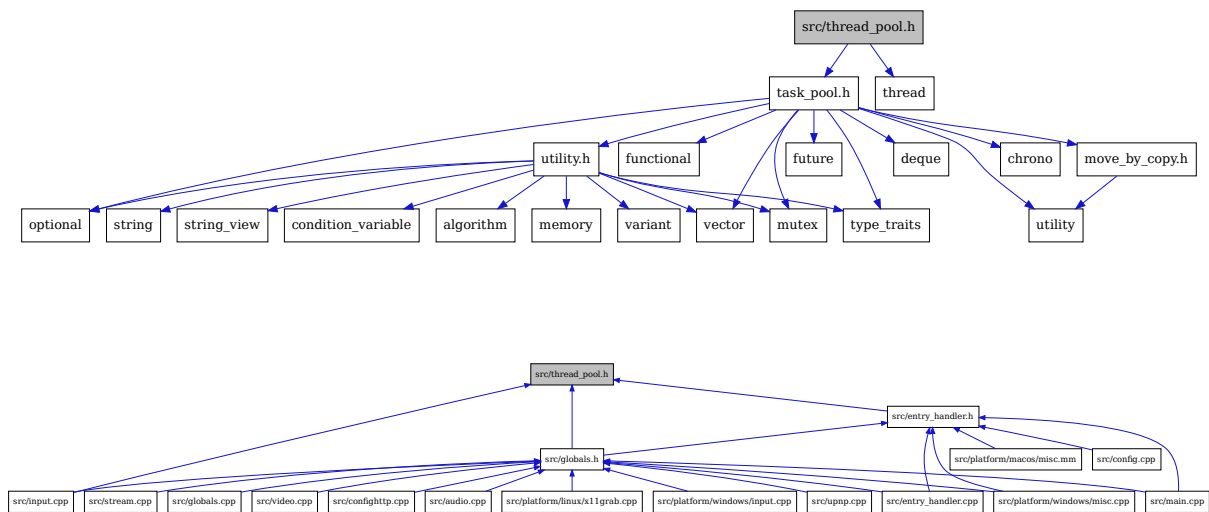 src/thread_pool.h
task_pool.h
thread
utility.h
functional
future
deque
chrono
move_by_copy.h
optional
string
string_view
condition_variable
algorithm
memory
variant
vector
mutex
type_traits
utility
src/thread_pool.h
src/entry_handler.h
src/globals.h
src/platform/macos/misc.mm
src/config.cpp
src/input.cpp
src/stream.cpp
src/globals.cpp
src/video.cpp
src/confighttp.cpp
src/audio.cpp
src/platform/linux/x11grab.cpp
src/platform/windows/input.cpp
src/upnp.cpp
src/entry_handler.cpp
src/platform/windows/misc.cpp
src/main.cpp